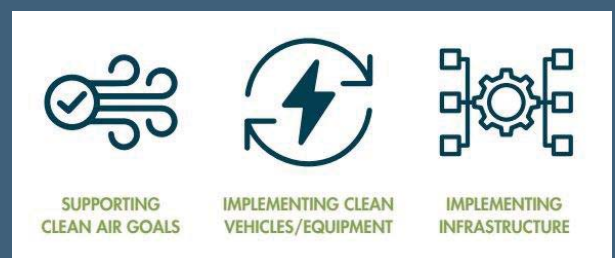 SUPPORTING
CLEAN AIR GOALS
IMPLEMENTING CLEAN
VEHICLES/EQUIPMENT
IMPLEMENTING
INFRASTRUCTURE